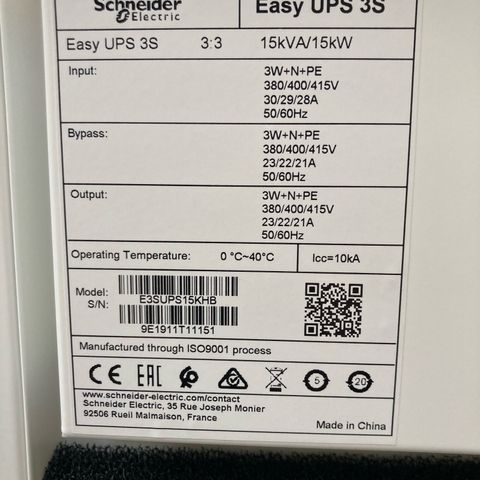 Schneider
Electric
Easy UPS 3S
Easy UPS 3S 3:3 15kVA/15kW
Input: 3W+N+PE
380/400/415V
30/29/28A
50/60Hz
Bypass: 3W+N+PE
380/400/415V
23/22/21A
50/60Hz
Output: 3W+N+PE
380/400/415V
23/22/21A
50/60Hz
Operating Temperature: 0 °C~40°C Icc=10kA
Model: E3SUPS15KHB
S/N: 9E1911T11151
Manufactured through ISO9001 process
CE EAC 5 20
www.schneider-electric.com/contact
Schneider Electric, 35 Rue Joseph Monier
92506 Rueil Malmaison, France
Made in China